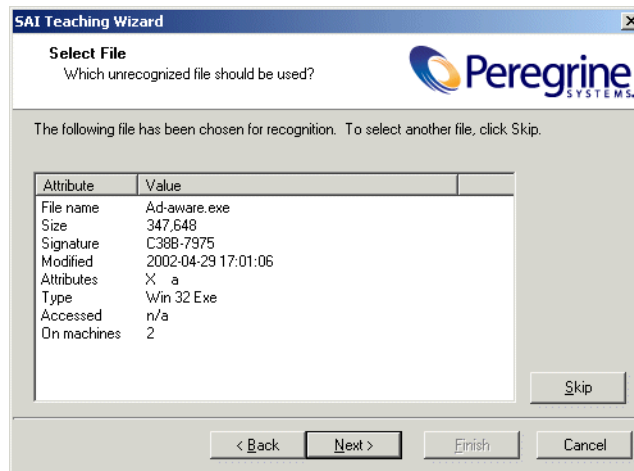 SAI Teaching Wizard
Select File
Which unrecognized file should be used?
Peregrine
SYSTEMS
The following file has been chosen for recognition. To select another file, click Skip.
Attribute Value
File name Ad-aware.exe
Size 347,648
Signature C38B-7975
Modified 2002-04-29 17:01:06
Attributes X a
Type Win 32 Exe
Accessed n/a
On machines 2
Skip
< Back Next > Finish Cancel